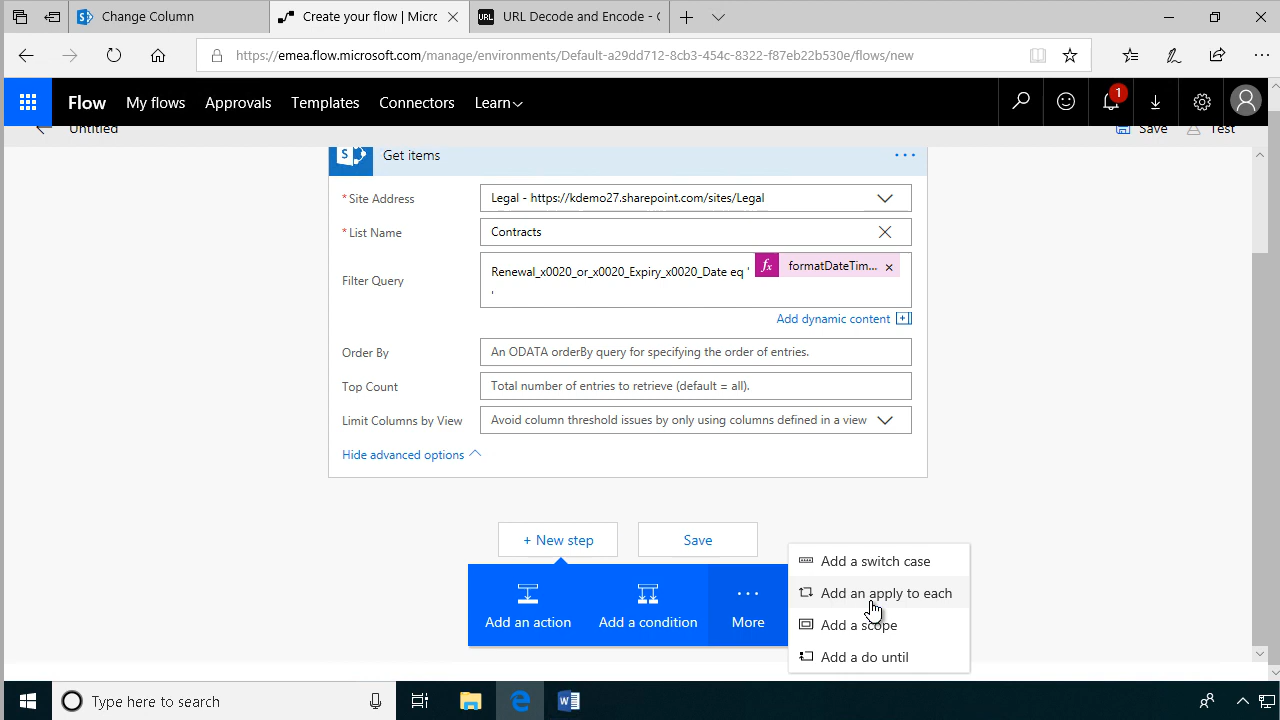 Change Column
Create your flow | Micro
URL Decode and Encode - 
URL
https://emea.flow.microsoft.com/manage/environments/Default-a29dd712-8cb3-454c-8322-f87eb22b530e/flows/new
Flow My flows Approvals Templates Connectors Learn
1
Untitled Save Test
Get items
* Site Address Legal - https://kdemo27.sharepoint.com/sites/Legal
* List Name Contracts
Filter Query Renewal_x0020_or_x0020_Expiry_x0020_Date eq ' fx formatDateTim... ×
'
Add dynamic content
Order By An ODATA orderBy query for specifying the order of entries.
Top Count Total number of entries to retrieve (default = all).
Limit Columns by View Avoid column threshold issues by only using columns defined in a view
Hide advanced options
+ New step Save
Add an action Add a condition More
Add a switch case
Add an apply to each
Add a scope
Add a do until
Type here to search